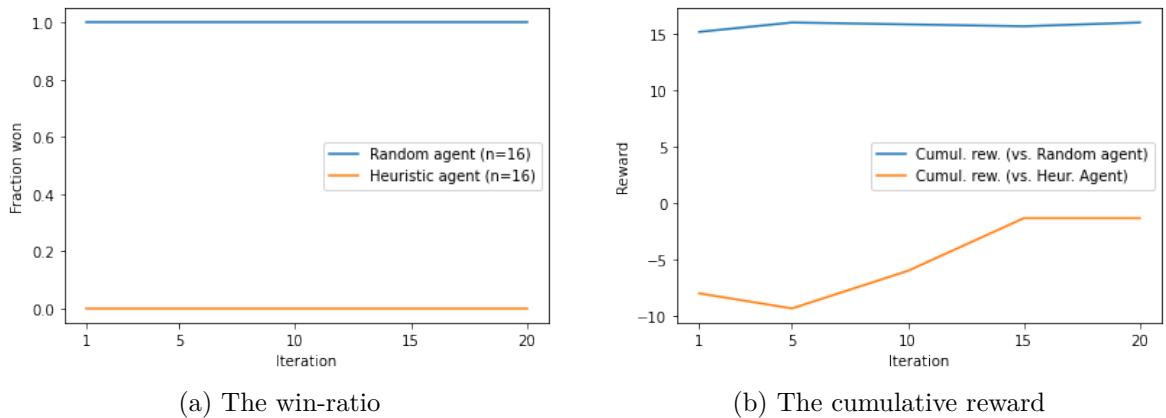 1.0
0.8
0.6
0.4
0.2
0.0
Fraction won
Random agent (n=16)
Heuristic agent (n=16)
1 5 10 15 20
Iteration
(a) The win-ratio
15
10
5
0
−5
−10
Reward
Cumul. rew. (vs. Random agent)
Cumul. rew. (vs. Heur. Agent)
1 5 10 15 20
Iteration
(b) The cumulative reward